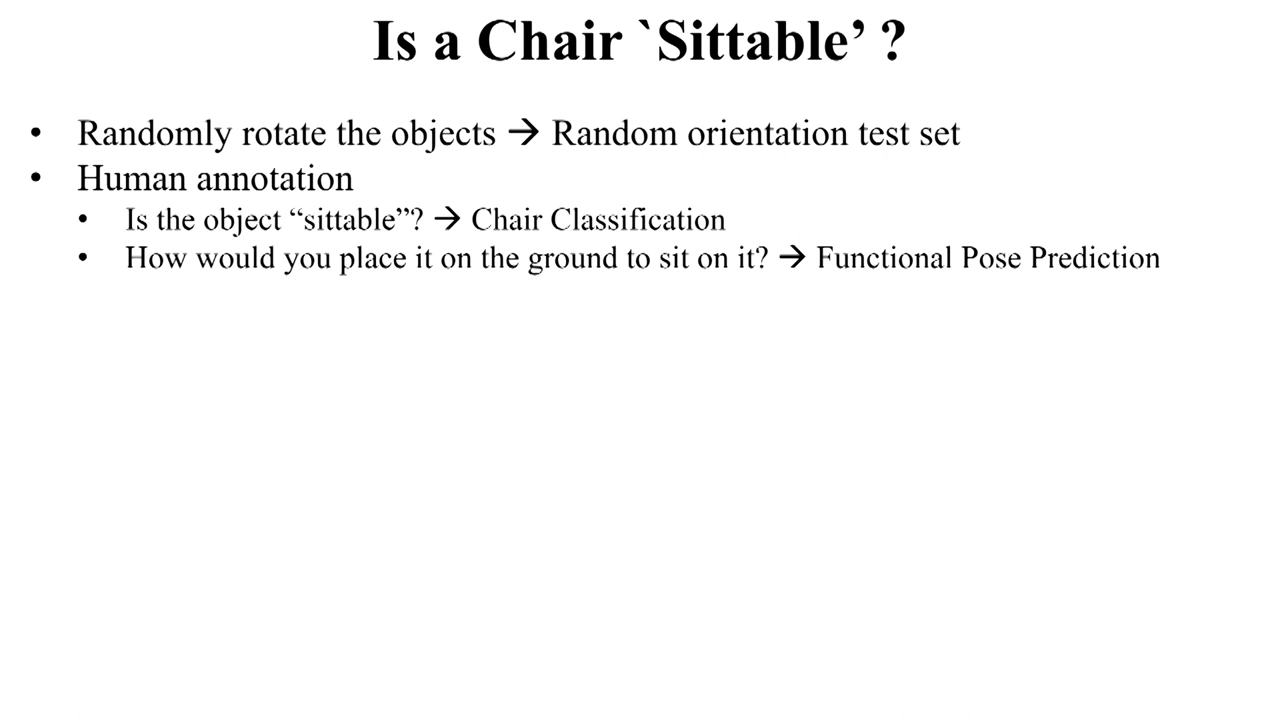 Is a Chair `Sittable’ ?
• Randomly rotate the objects → Random orientation test set
• Human annotation
• Is the object “sittable”? → Chair Classification
• How would you place it on the ground to sit on it? → Functional Pose Prediction